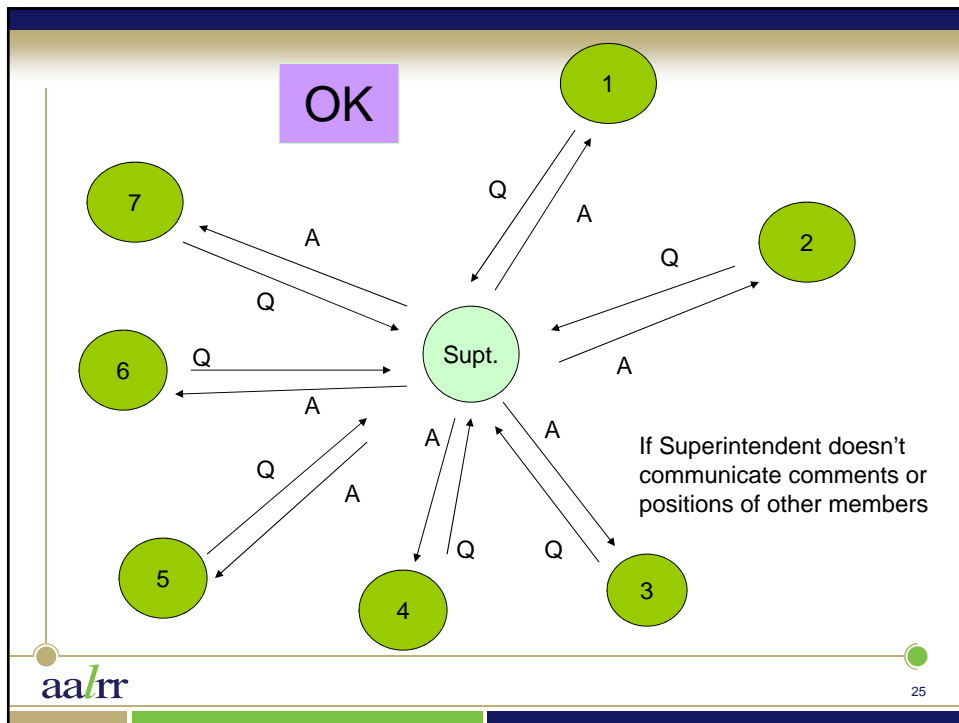 OK
1
Q
A
7
A
Q
2
Q
A
Supt.
6
Q
A
A
A
Q
A
Q
Q
5
4
3
If Superintendent doesn't
communicate comments or
positions of other members
aalrr
25